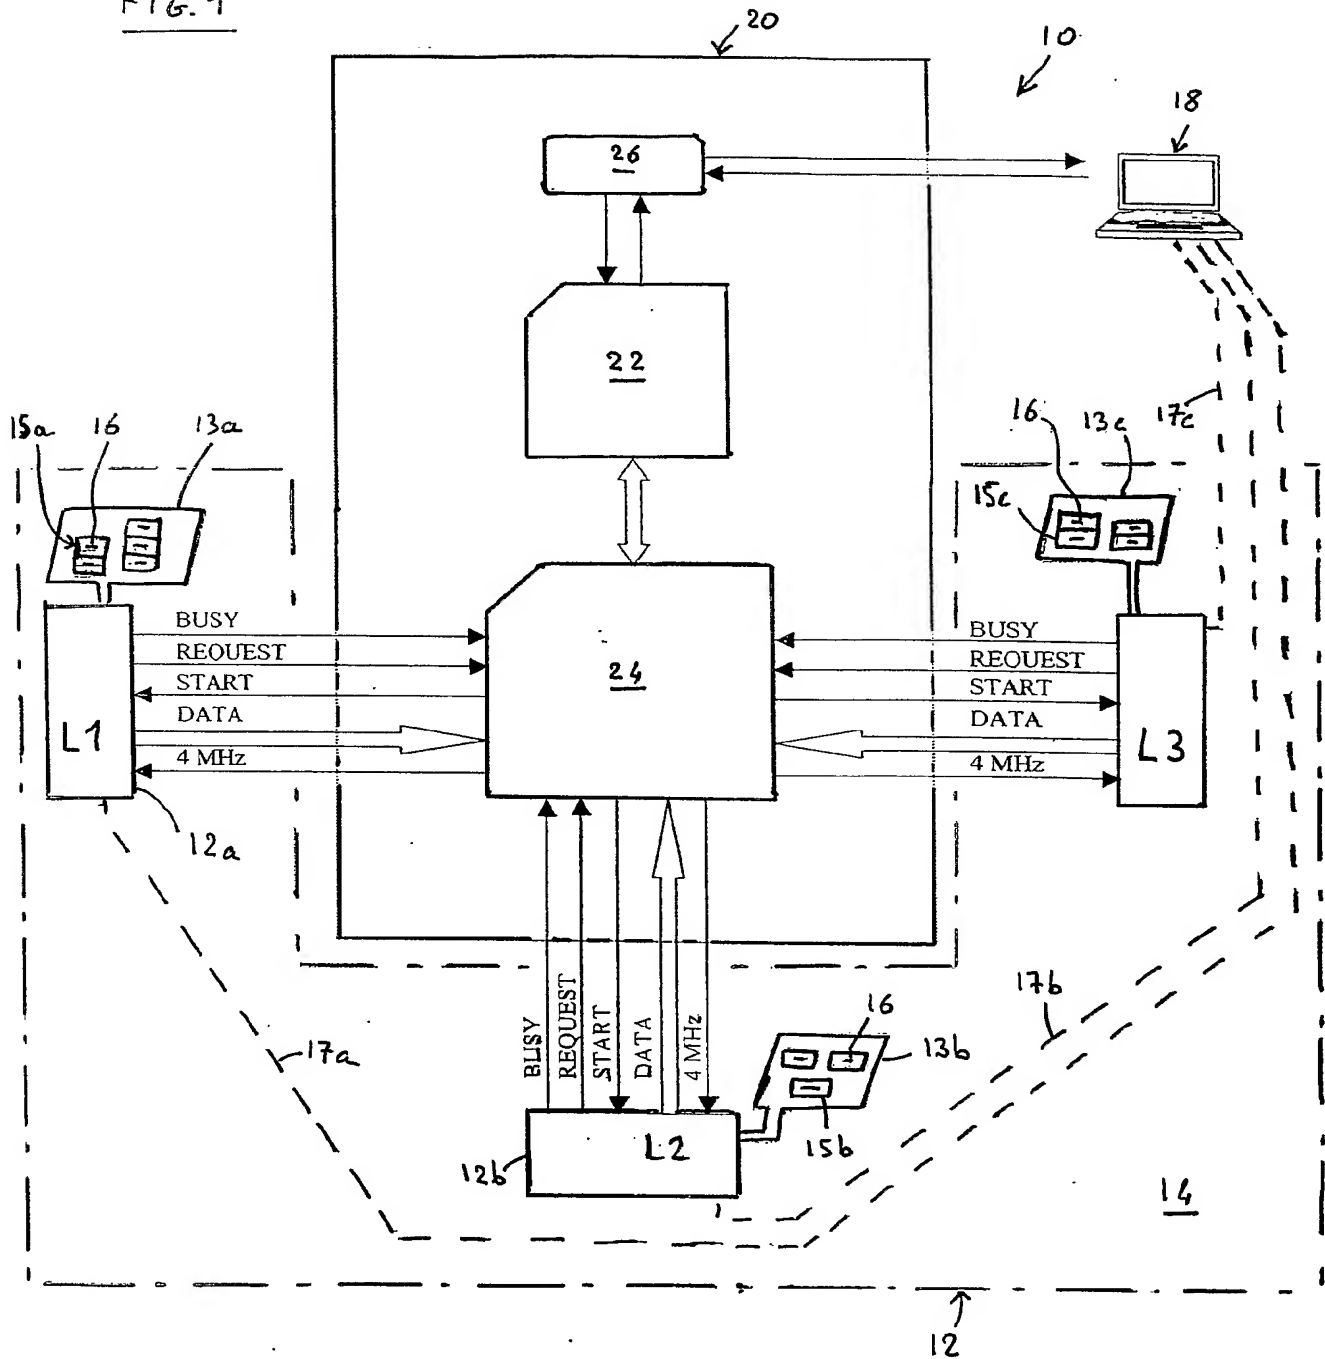 FIG. 1
20
10
18
26
22
17c
15a 16 13a
16 13c
15c
24
BUSY
REQUEST
START
DATA
4 MHz
L1
12a
BUSY
REQUEST
START
DATA
4 MHz
L3
BUSY
REQUEST
START
DATA
4 MHz
17a
17b
16
13b
15b
L2
12b
14
12